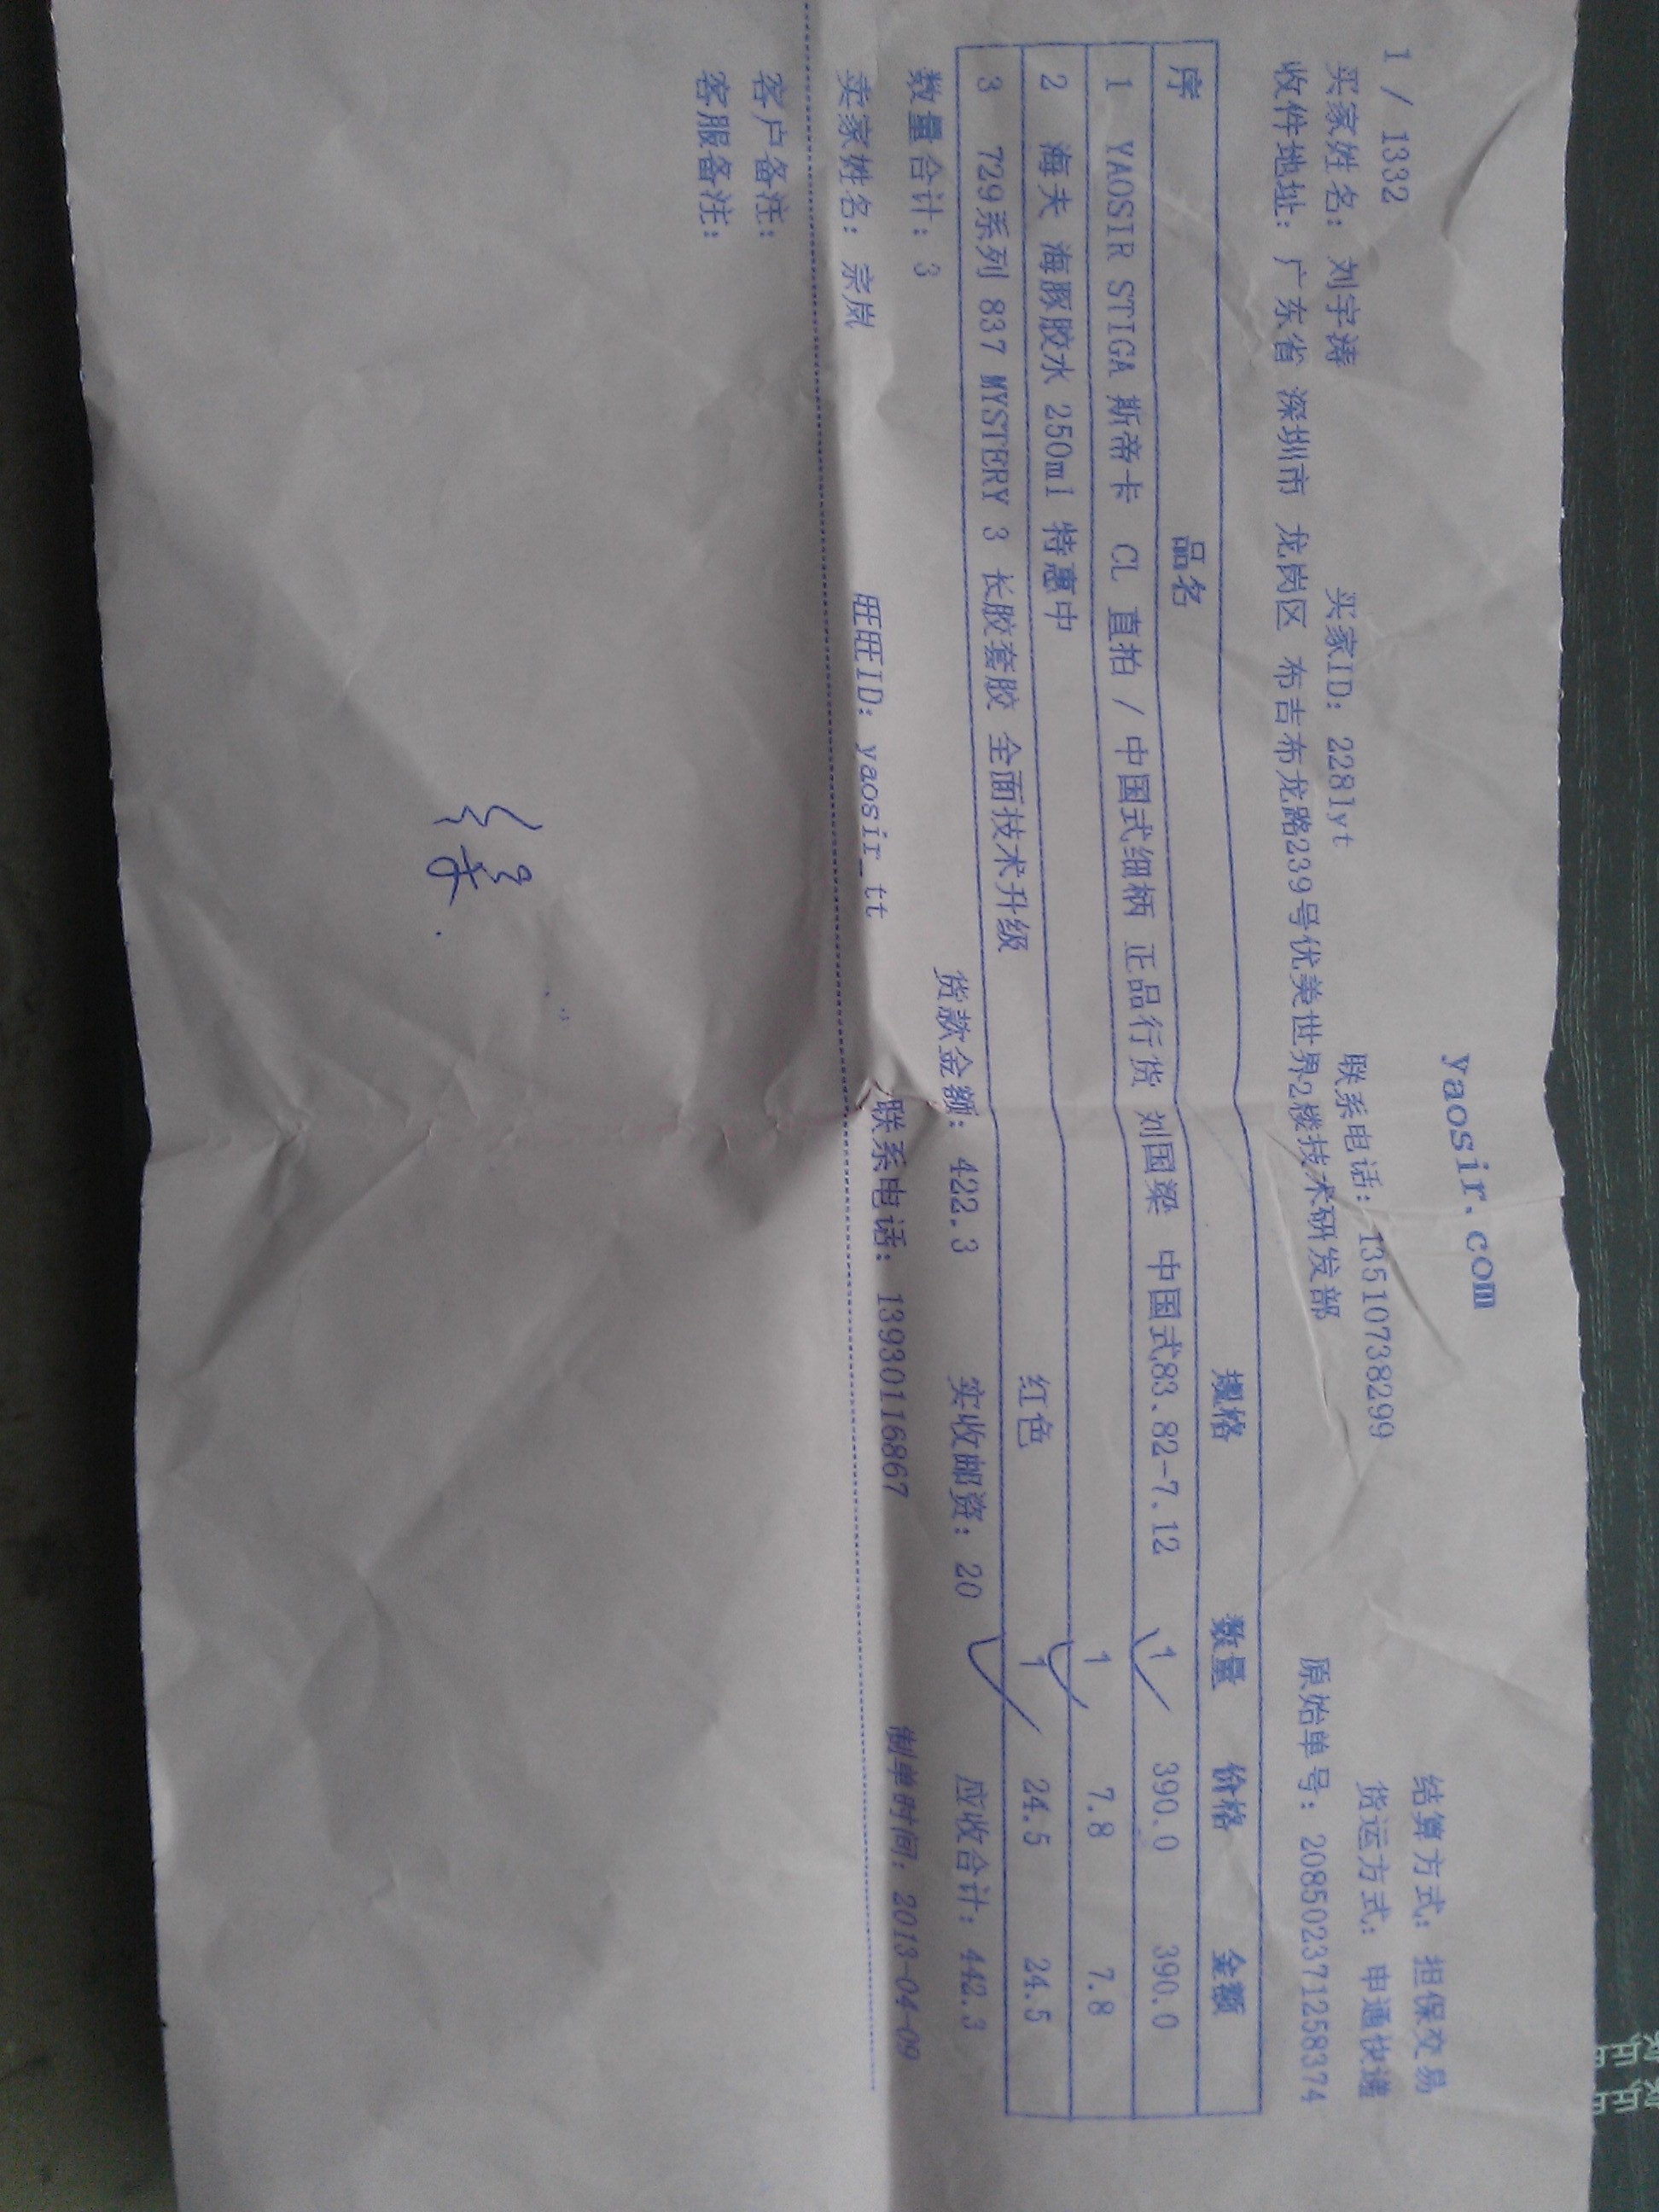 yaosir.com
1 / 1332 结算方式：担保交易
买家姓名：刘宇涛 买家ID：228lyt 联系电话：13510738299 货运方式：申通快递
收件地址：广东省 深圳市 龙岗区 布吉布龙路239号优美世界2楼技术研发部 原始单号：208502371258374
序 品名 规格 数量 价格 金额
1 YAOSIR STIGA 斯帝卡 CL 直拍 / 中国式细柄 正品行货 刘国梁 中国式83.82-7.12 1 390.0 390.0
2 海夫 海豚胶水 250ml 特惠中 1 7.8 7.8
3 729系列 837 MYSTERY 3 长胶套胶 全面技术升级 红色 1 24.5 24.5
数量合计：3 货款金额：422.3 实收邮资：20 应收合计：442.3
卖家姓名：宗岚 旺旺ID：yaosir_tt 联系电话：13930116867 制单时间：2013-04-09
客户备注：
客服备注：